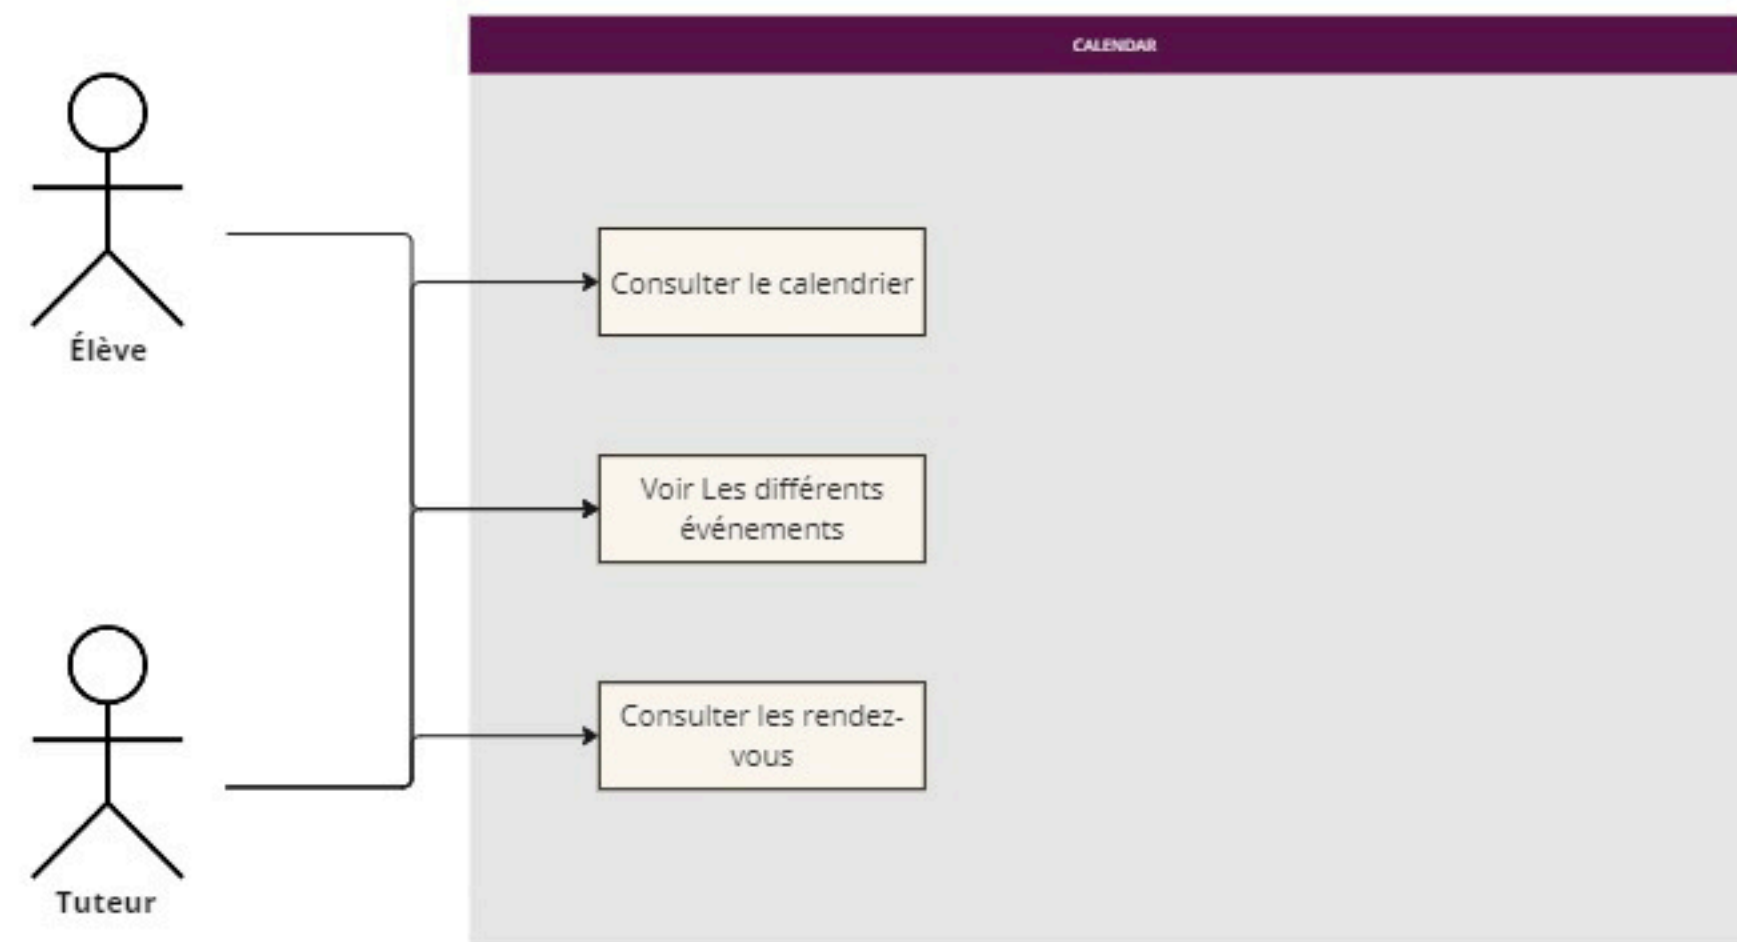 CALENDAR
Élève
Consulter le calendrier
Voir Les différents
événements
Consulter les rendez-
vous
Tuteur